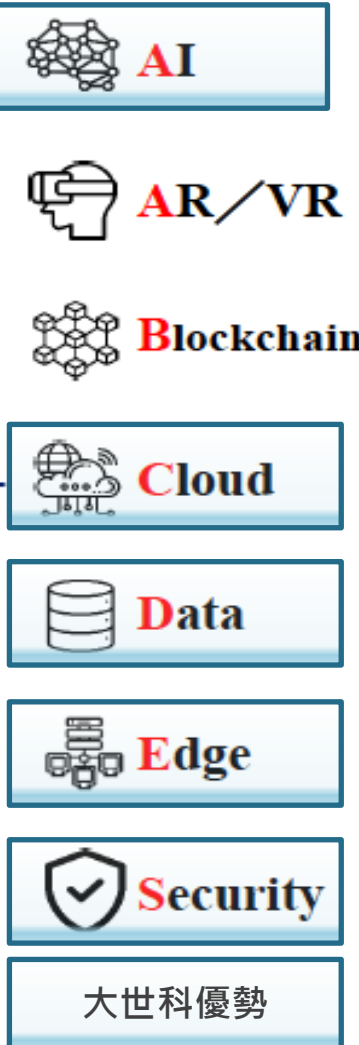 AI
AR／VR
Blockchain
Cloud
Data
Edge
Security
大世科優勢